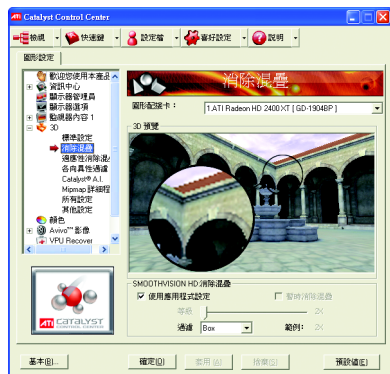 ATI Catalyst Control Center
檢視 快速鍵 設定檔 喜好設定 説明
圖形設定
歡迎您使用本產品
資訊中心
顯示器管理員
顯示器選項
監視器內容 1
3D
標準設定
消除混疊
適應性消除混
各向異性過濾
Catalyst® A.I.
Mipmap 詳細程
所有設定
其他設定
顏色
Avivo™ 影像
VPU Recover
ATI CATALYST
CONTROL CENTER
消除混疊
圖形配接卡：
1.ATI Radeon HD 2400 XT [ GD-1904BP ]
3D 預覽
SMOOTHVISION HD:消除混疊
使用應用程式設定 暫時消除混疊
等級 2X
過濾 Box 範例： 2X
基本(B)... 確定(O) 套用(A) 捨棄(S) 預設值(E)